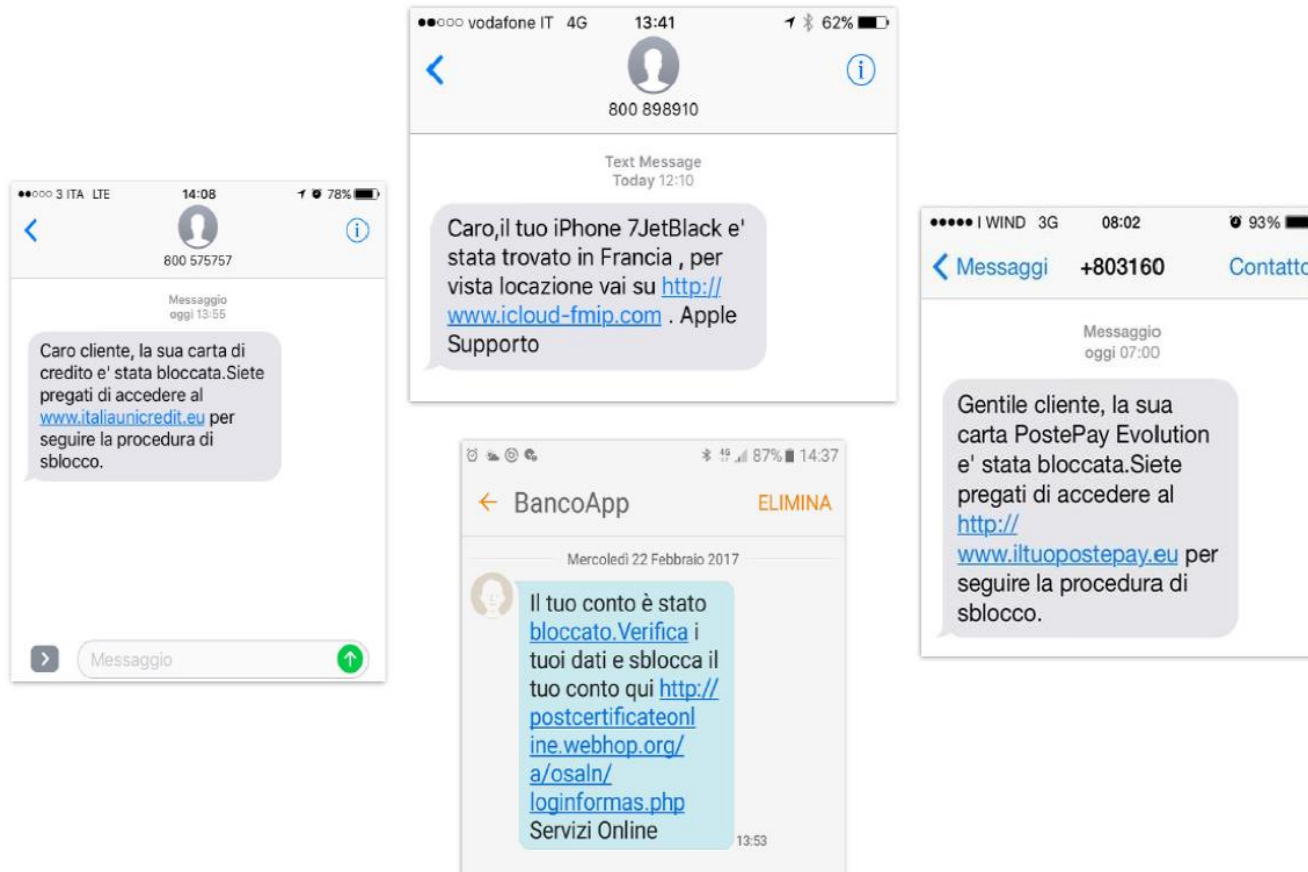 vodafone IT 4G 13:41 62%
800 898910
Text Message
Today 12:10
Caro,il tuo iPhone 7JetBlack e'
stata trovato in Francia , per
vista locazione vai su http://
www.icloud-fmip.com . Apple
Supporto
3 ITA LTE 14:08 78%
800 575757
Messaggio
oggi 13:55
Caro cliente, la sua carta di
credito e' stata bloccata.Siete
pregati di accedere al
www.italiaunicredit.eu per
seguire la procedura di
sblocco.
Messaggio
I WIND 3G 08:02 93%
Messaggi +803160 Contatto
Messaggio
oggi 07:00
Gentile cliente, la sua
carta PostePay Evolution
e' stata bloccata.Siete
pregati di accedere al
http://
www.iltuopostepay.eu per
seguire la procedura di
sblocco.
4G 87% 14:37
BancoApp ELIMINA
Mercoledì 22 Febbraio 2017
Il tuo conto è stato
bloccato.Verifica i
tuoi dati e sblocca il
tuo conto qui http://
postcertificateonl
ine.webhop.org/
a/osaln/
loginformas.php
Servizi Online
13:53